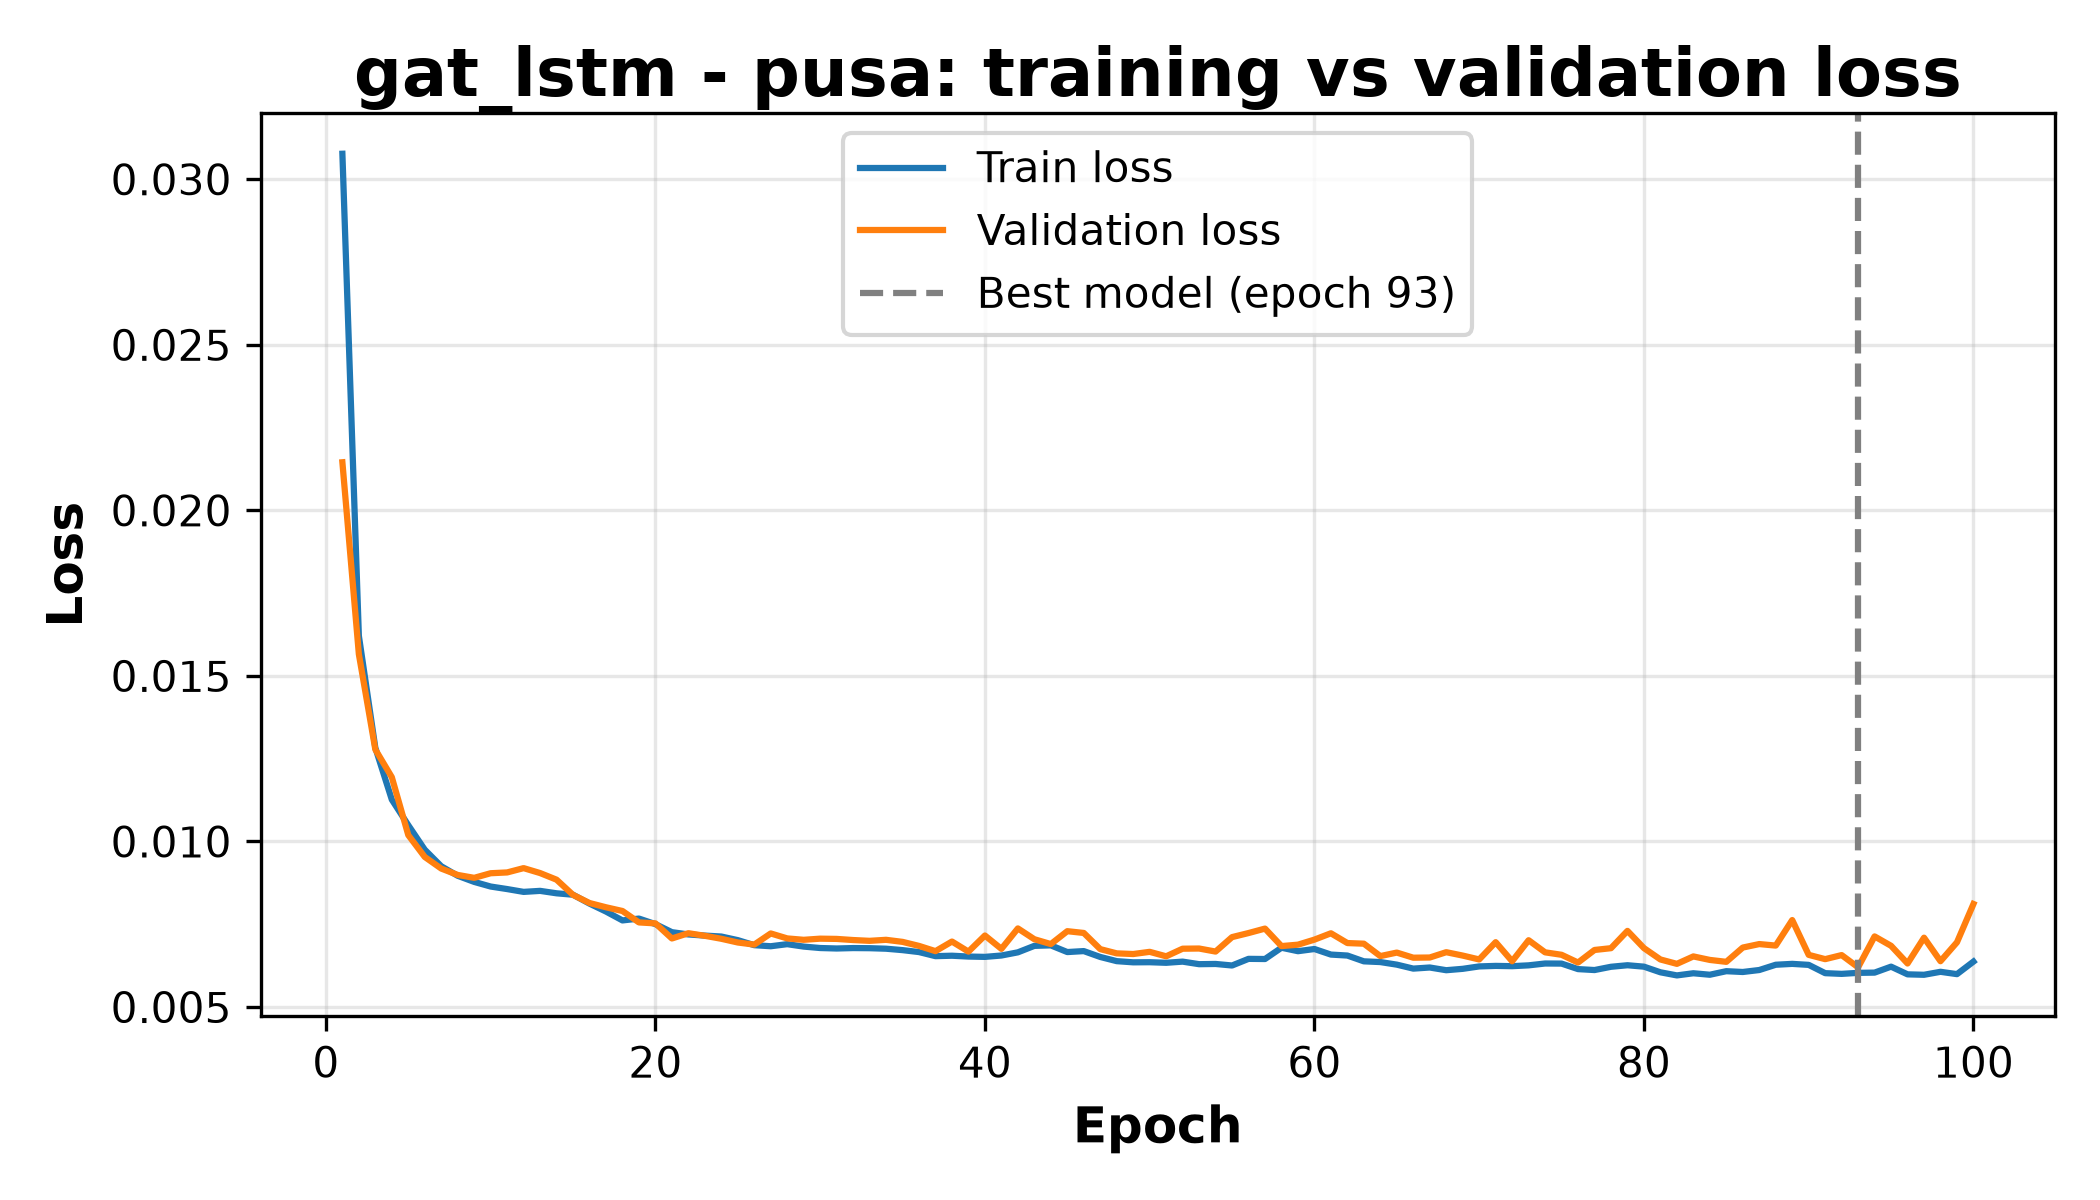 gat_lstm - pusa: training vs validation loss
Train loss
Validation loss
Best model (epoch 93)
Loss
0.030
0.025
0.020
0.015
0.010
0.005
0 20 40 60 80 100
Epoch